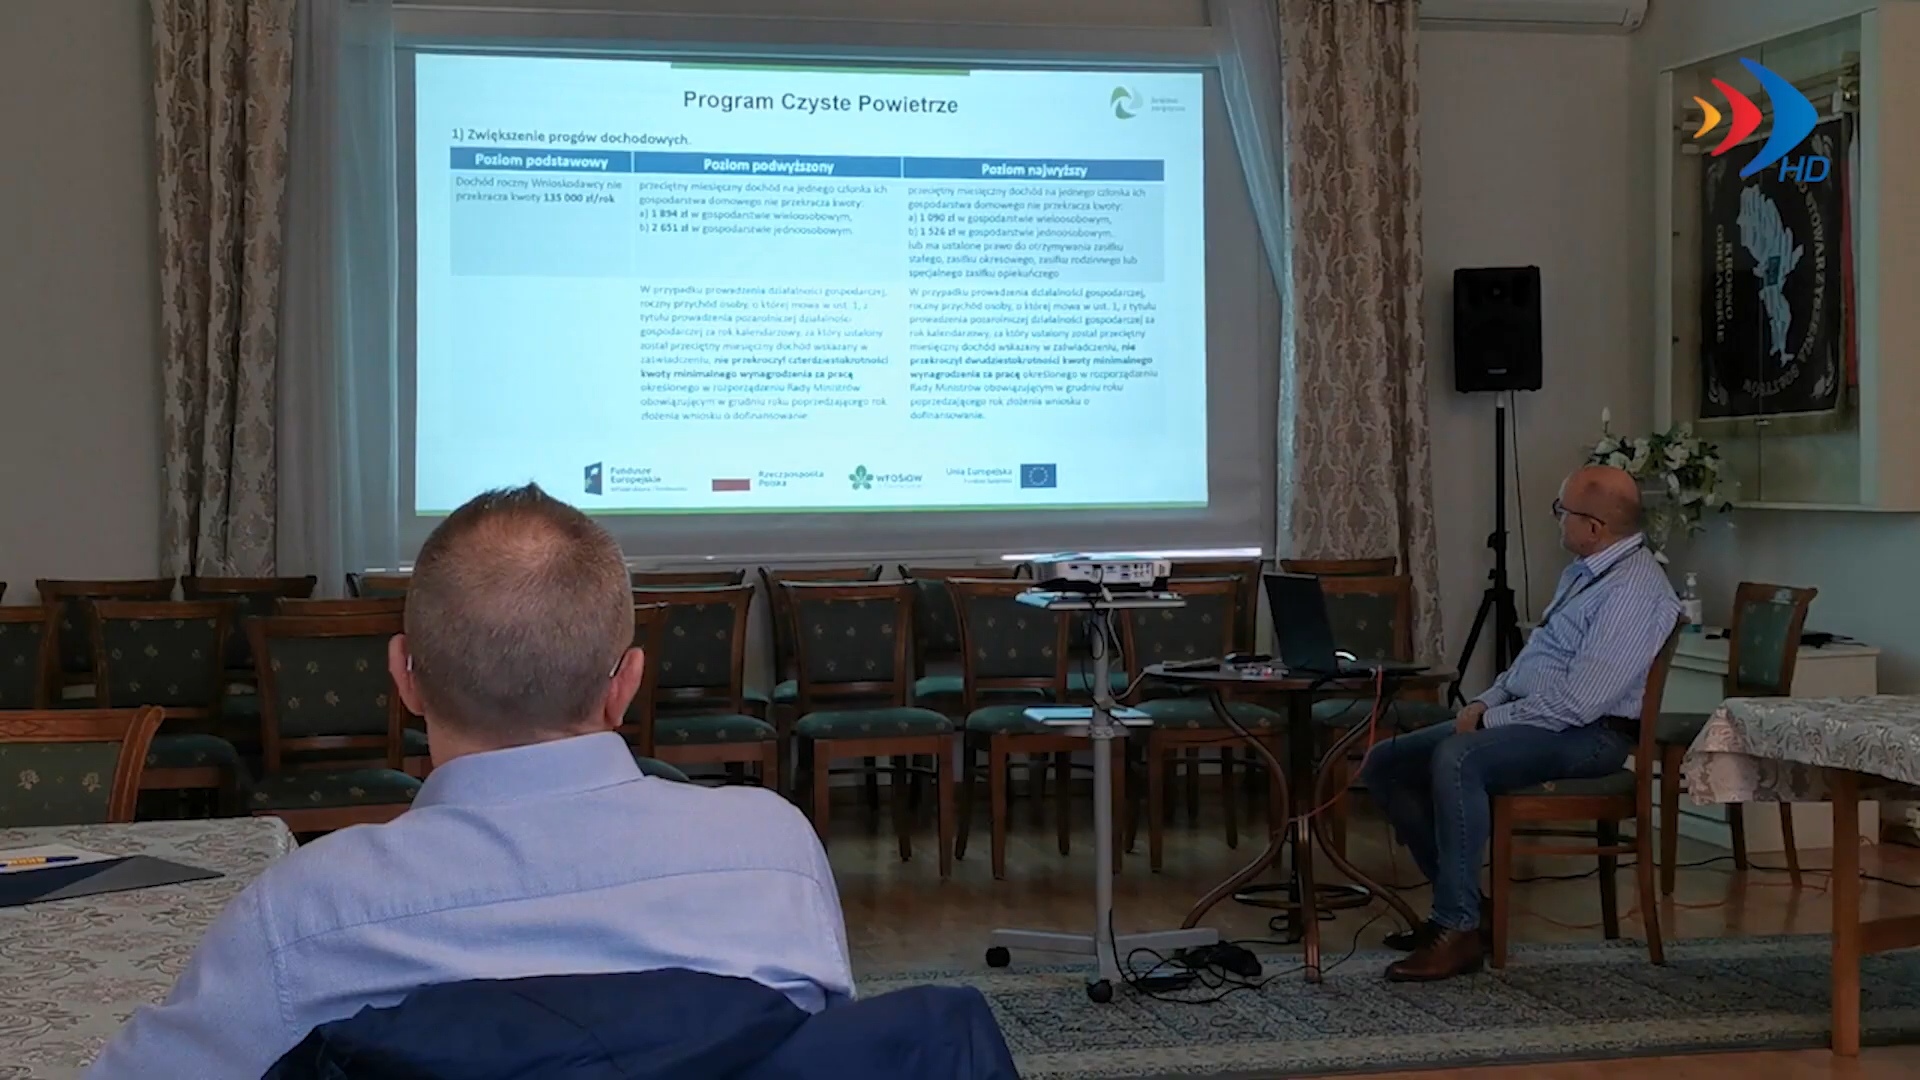 Program Czyste Powietrze
1) Zwiększenie progów dochodowych.
Poziom podstawowy
Dochód roczny Wnioskodawcy nie
przekracza kwoty 135 000 zł/rok
Poziom podwyższony
przeciętny miesięczny dochód na jednego członka ich
gospodarstwa domowego nie przekracza kwoty:
a) 1 894 zł w gospodarstwie wieloosobowym,
b) 2 651 zł w gospodarstwie jednoosobowym.
W przypadku prowadzenia działalności gospodarczej,
roczny przychód osoby, o której mowa w ust. 1, z
tytułu prowadzenia pozarolniczej działalności
gospodarczej za rok kalendarzowy, za który ustalony
został przeciętny miesięczny dochód wskazany w
zaświadczeniu, nie przekroczył czterdziestokrotności
kwoty minimalnego wynagrodzenia za pracę
określonego w rozporządzeniu Rady Ministrów
obowiązującym w grudniu roku poprzedzającego rok
złożenia wniosku o dofinansowanie.
Poziom najwyższy
przeciętny miesięczny dochód na jednego członka ich
gospodarstwa domowego nie przekracza kwoty:
a) 1 090 zł w gospodarstwie wieloosobowym,
b) 1 526 zł w gospodarstwie jednoosobowym.
lub ma ustalone prawo do otrzymywania zasiłku
stałego, zasiłku okresowego, zasiłku rodzinnego lub
specjalnego zasiłku opiekuńczego
W przypadku prowadzenia działalności gospodarczej,
roczny przychód osoby, o której mowa w ust. 1, z tytułu
prowadzenia pozarolniczej działalności gospodarczej za
rok kalendarzowy, za który ustalony został przeciętny
miesięczny dochód wskazany w zaświadczeniu, nie
przekroczył dwudziestokrotności kwoty minimalnego
wynagrodzenia za pracę określonego w rozporządzeniu
Rady Ministrów obowiązującym w grudniu roku
poprzedzającego rok złożenia wniosku o
dofinansowanie.
Fundusze
Europejskie
Rzeczpospolita
Polska
WFOŚiGW
Unia Europejska
HD
KROSNO
ODRZAŃSKIE